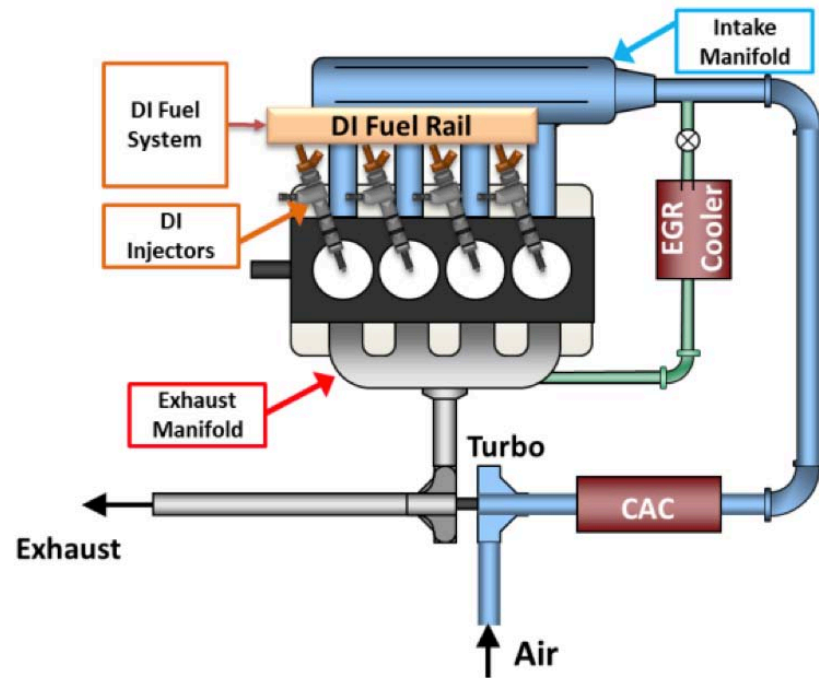 Intake
Manifold
DI Fuel
System
DI Fuel Rail
DI
Injectors
EGR
Cooler
Exhaust
Manifold
Turbo
CAC
Exhaust
Air